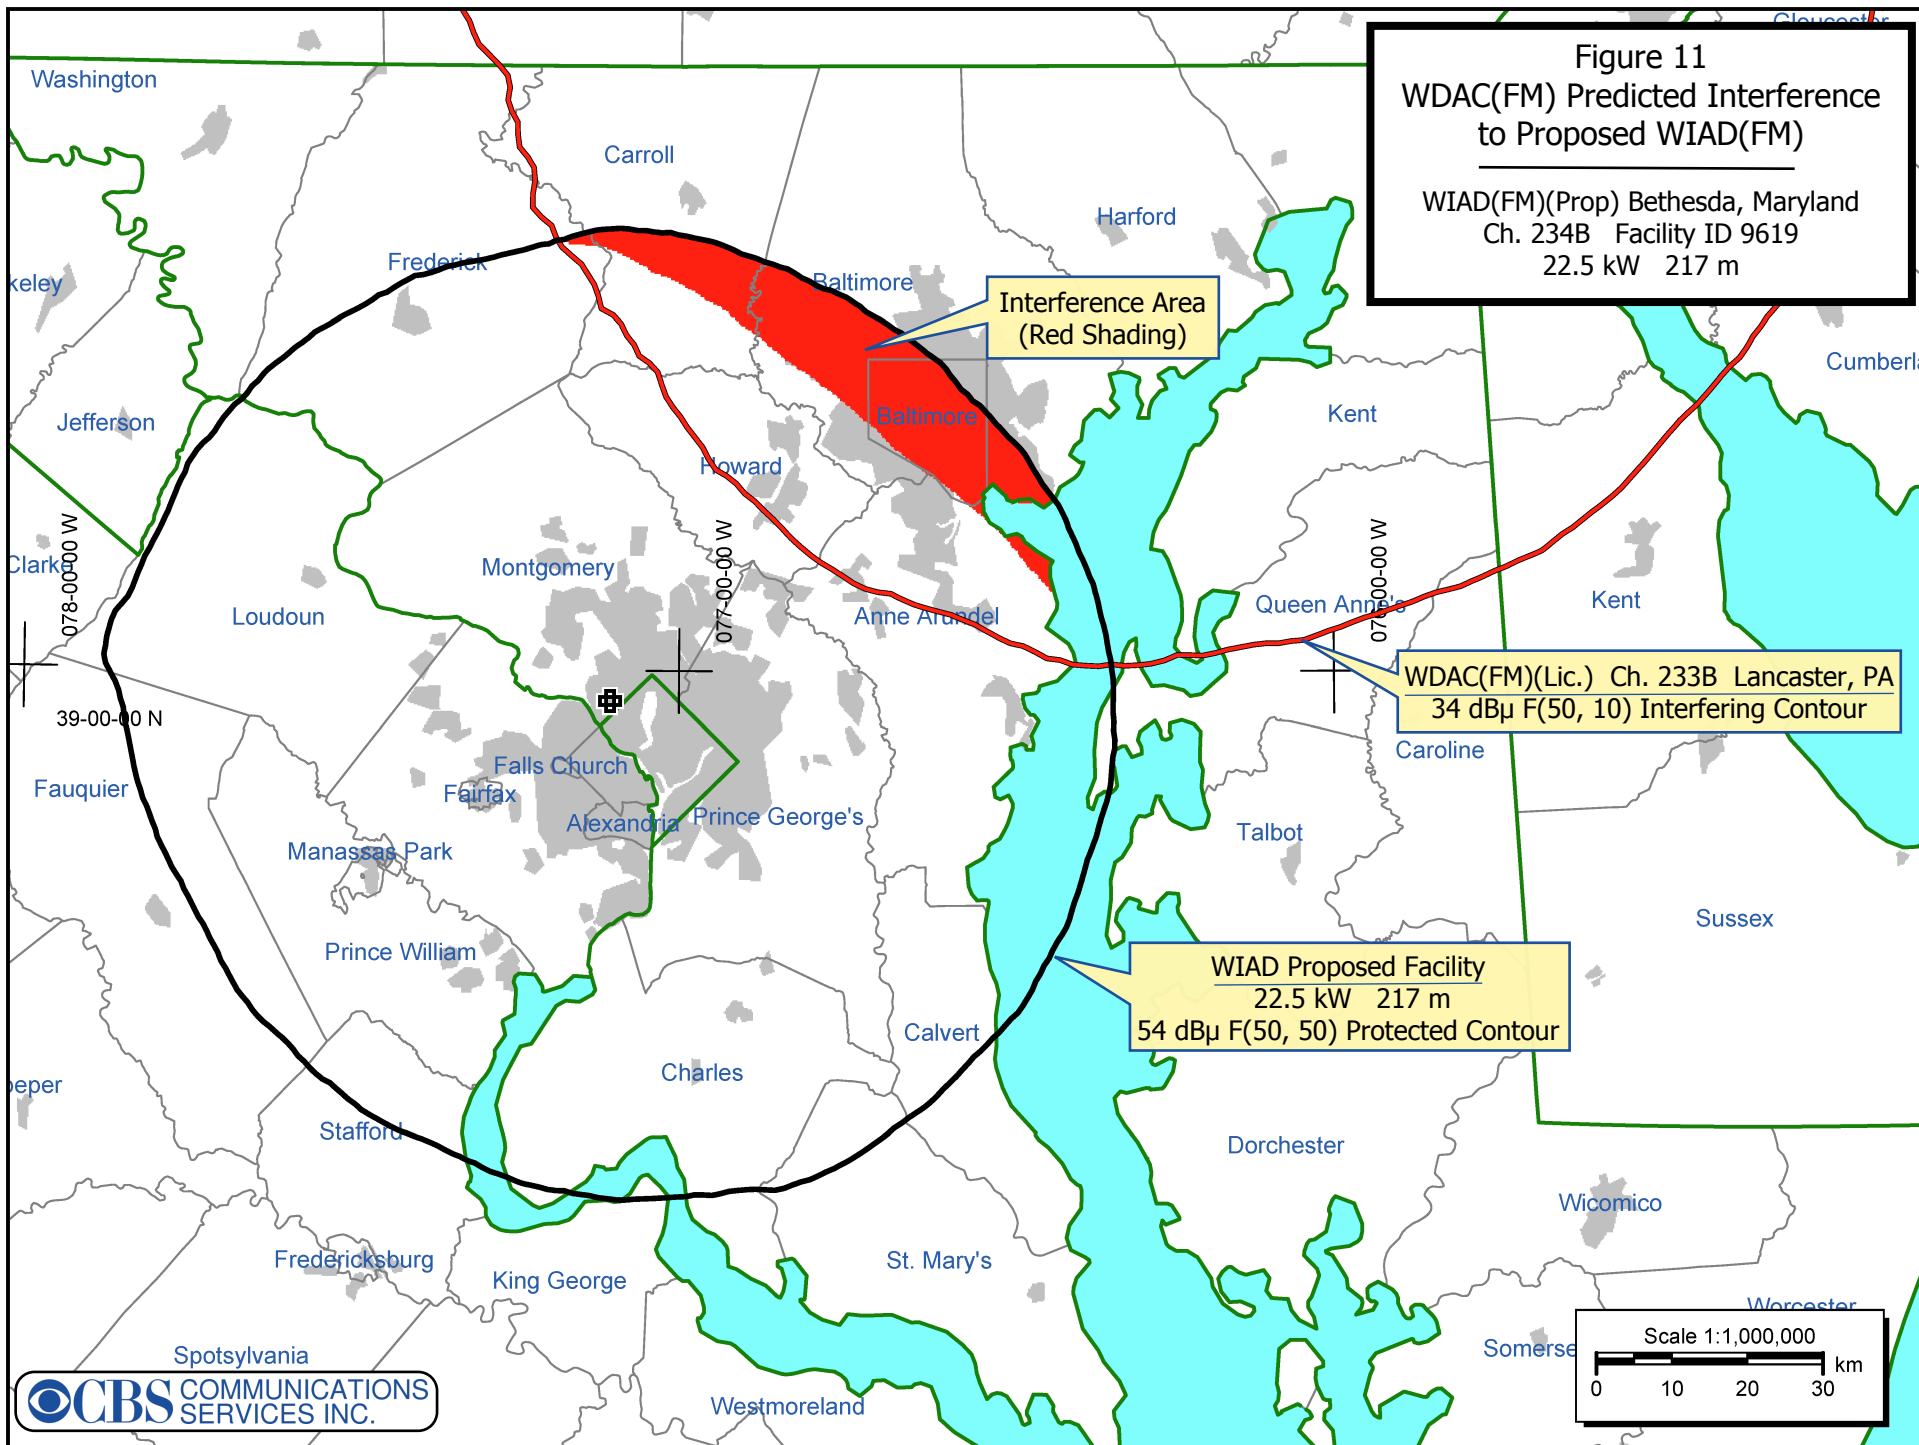 Gloucester
Figure 11
WDAC(FM) Predicted Interference
to Proposed WIAD(FM)
WIAD(FM)(Prop) Bethesda, Maryland
Ch. 234B Facility ID 9619
22.5 kW 217 m
Washington
Carroll
Harford
Frederick
Baltimore
keley
Interference Area
(Red Shading)
Cumberla
Jefferson
Baltimore
Kent
Howard
078-00-00 W
077-00-00 W
076-00-00 W
Clarke
Montgomery
Loudoun
Anne Arundel
Queen Anne's
Kent
WDAC(FM)(Lic.) Ch. 233B Lancaster, PA
34 dBµ F(50, 10) Interfering Contour
39-00-00 N
Caroline
Falls Church
Fauquier
Fairfax
Alexandria
Prince George's
Talbot
Manassas Park
Sussex
Prince William
WIAD Proposed Facility
22.5 kW 217 m
54 dBµ F(50, 50) Protected Contour
Calvert
Charles
peper
Stafford
Dorchester
Wicomico
Fredericksburg
King George
St. Mary's
Worcester
Somerse
Scale 1:1,000,000
km
0 10 20 30
Spotsylvania
CBS COMMUNICATIONS
SERVICES INC.
Westmoreland